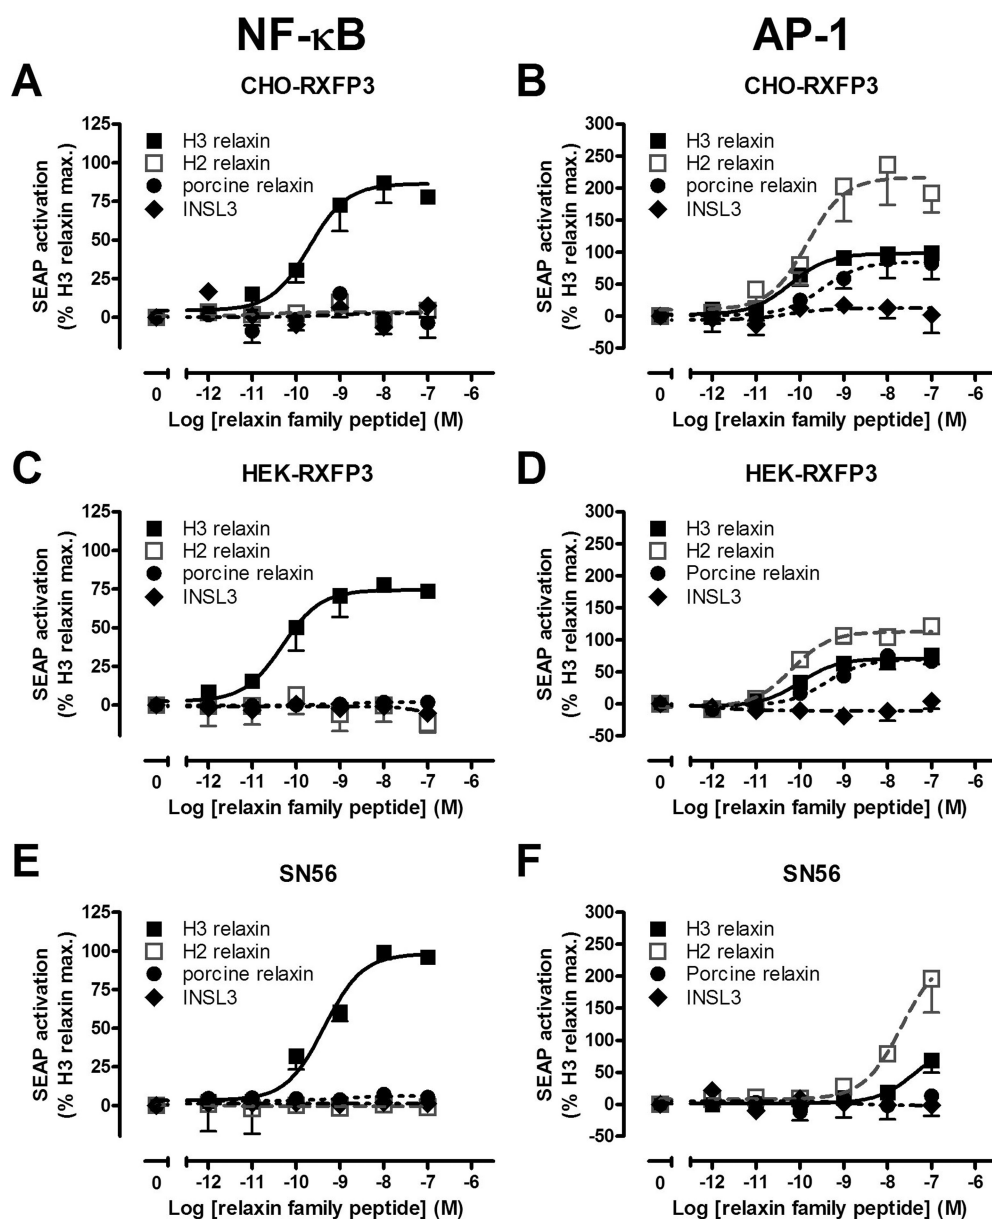 NF-κB
AP-1
A
CHO-RXFP3
SEAP activation
(% H3 relaxin max.)
125
100
75
50
25
0
H3 relaxin
H2 relaxin
porcine relaxin
INSL3
0 -12 -11 -10 -9 -8 -7 -6
Log [relaxin family peptide] (M)
B
CHO-RXFP3
SEAP activation
(% H3 relaxin max.)
300
250
200
150
100
50
0
-50
H3 relaxin
H2 relaxin
porcine relaxin
INSL3
0 -12 -11 -10 -9 -8 -7 -6
Log [relaxin family peptide] (M)
C
HEK-RXFP3
SEAP activation
(% H3 relaxin max.)
125
100
75
50
25
0
H3 relaxin
H2 relaxin
porcine relaxin
INSL3
0 -12 -11 -10 -9 -8 -7 -6
Log [relaxin family peptide] (M)
D
HEK-RXFP3
SEAP activation
(% H3 relaxin max.)
300
250
200
150
100
50
0
-50
H3 relaxin
H2 relaxin
Porcine relaxin
INSL3
0 -12 -11 -10 -9 -8 -7 -6
Log [relaxin family peptide] (M)
E
SN56
SEAP activation
(% H3 relaxin max.)
125
100
75
50
25
0
H3 relaxin
H2 relaxin
porcine relaxin
INSL3
0 -12 -11 -10 -9 -8 -7 -6
Log [relaxin family peptide] (M)
F
SN56
SEAP activation
(% H3 relaxin max.)
300
250
200
150
100
50
0
-50
H3 relaxin
H2 relaxin
Porcine relaxin
INSL3
0 -12 -11 -10 -9 -8 -7 -6
Log [relaxin family peptide] (M)